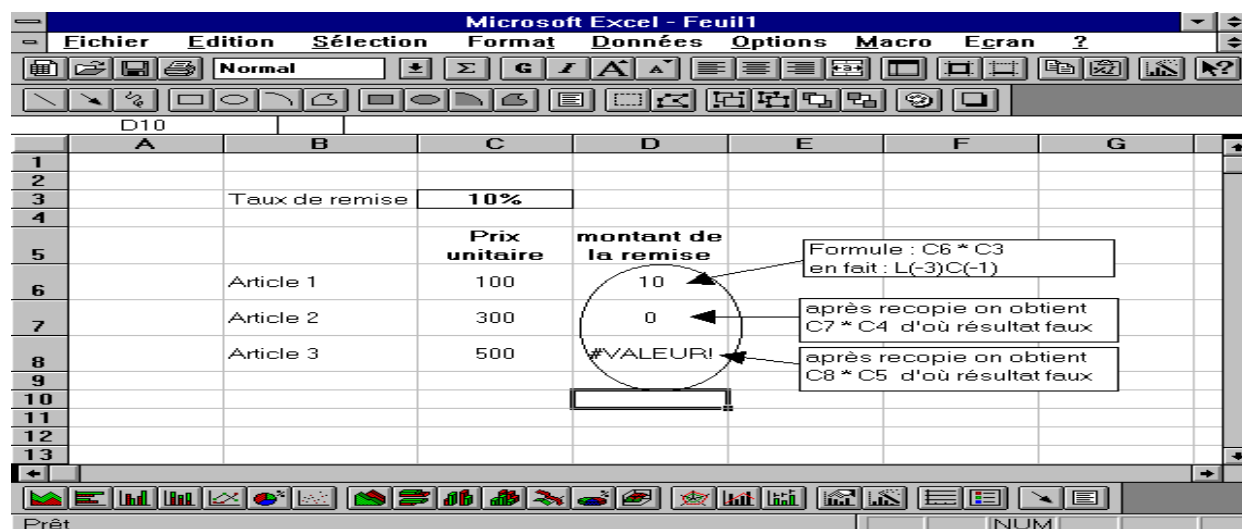 Microsoft Excel - Feuil1
Fichier Edition Sélection Format Données Options Macro Ecran ?
Normal Σ G I A A
D10
A B C D E F G
1
2
3 Taux de remise 10%
4
5 Prix unitaire montant de la remise
Formule : C6 * C3
en fait : L(-3)C(-1)
6 Article 1 100 10
après recopie on obtient
C7 * C4 d'où résultat faux
7 Article 2 300 0
8 Article 3 500 #VALEUR!
après recopie on obtient
C8 * C5 d'où résultat faux
9
10
11
12
13
Prêt NUM